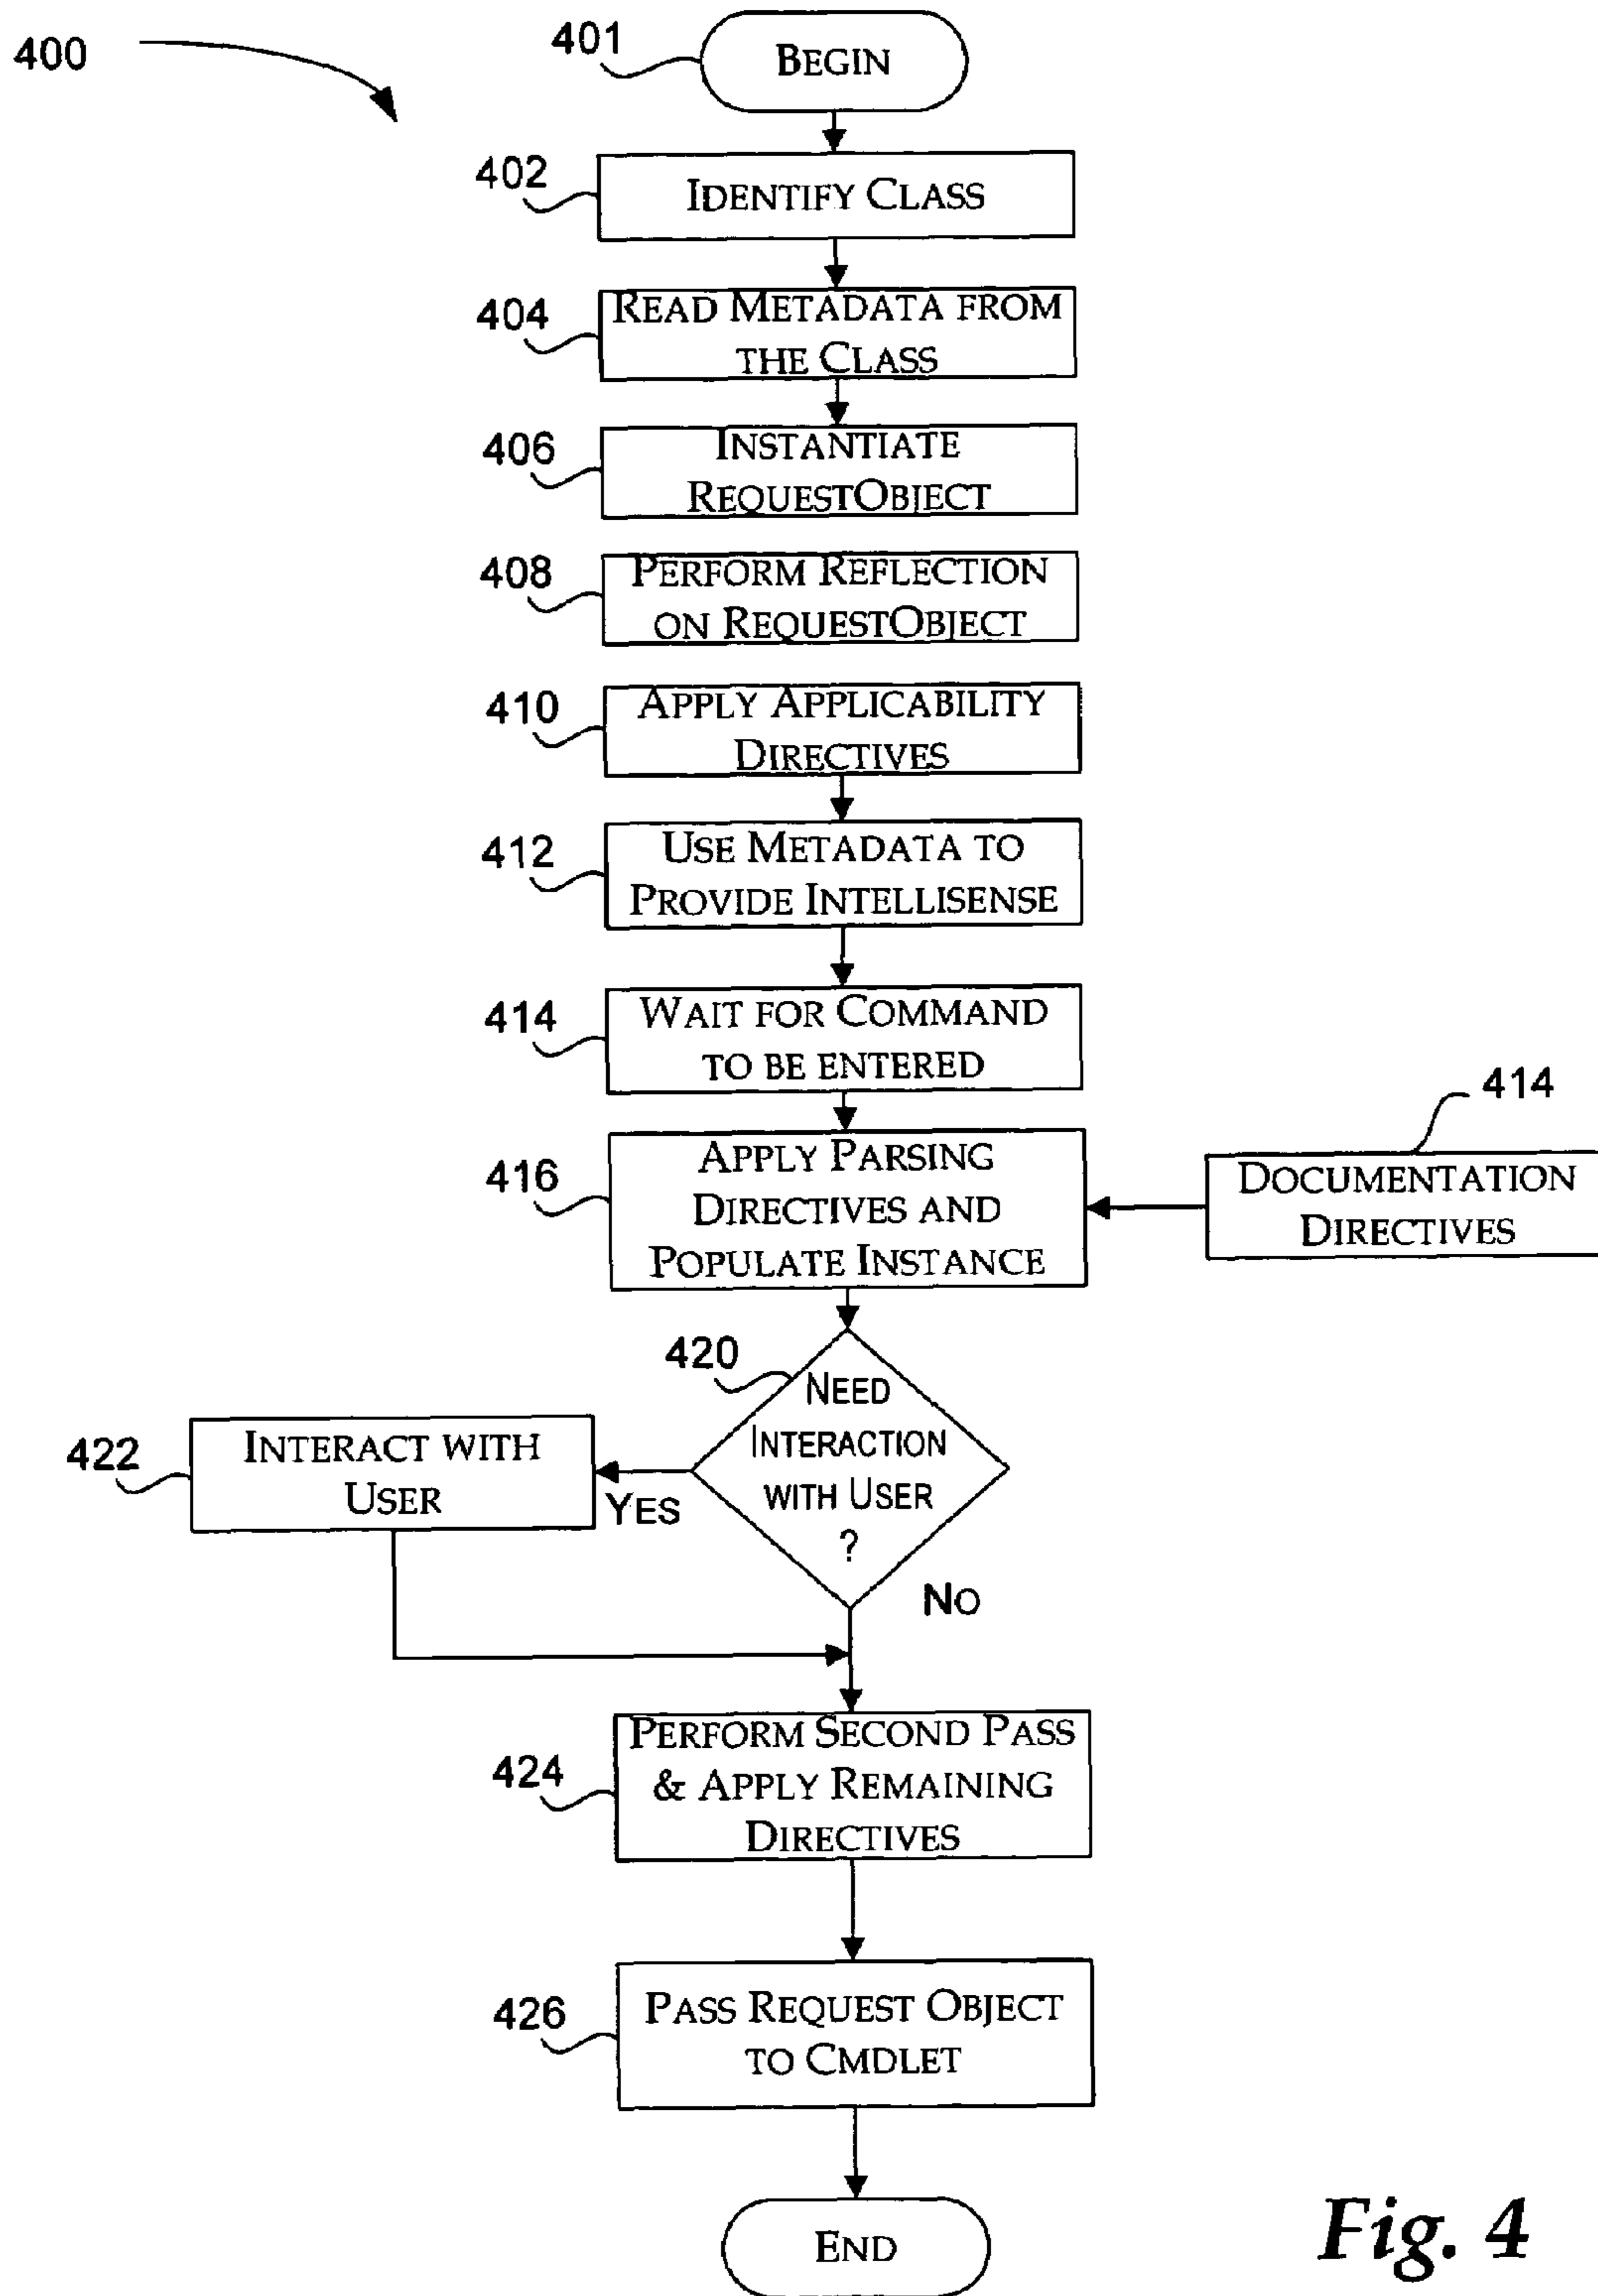 400
401
BEGIN
402
IDENTIFY CLASS
404
READ METADATA FROM
THE CLASS
406
INSTANTIATE
REQUESTOBJECT
408
PERFORM REFLECTION
ON REQUESTOBJECT
410
APPLY APPLICABILITY
DIRECTIVES
412
USE METADATA TO
PROVIDE INTELLISENSE
414
WAIT FOR COMMAND
TO BE ENTERED
414
416
APPLY PARSING
DIRECTIVES AND
POPULATE INSTANCE
DOCUMENTATION
DIRECTIVES
420
NEED
INTERACTION
WITH USER
?
422
INTERACT WITH
USER
YES
NO
424
PERFORM SECOND PASS
& APPLY REMAINING
DIRECTIVES
426
PASS REQUEST OBJECT
TO CMDLET
END
Fig. 4